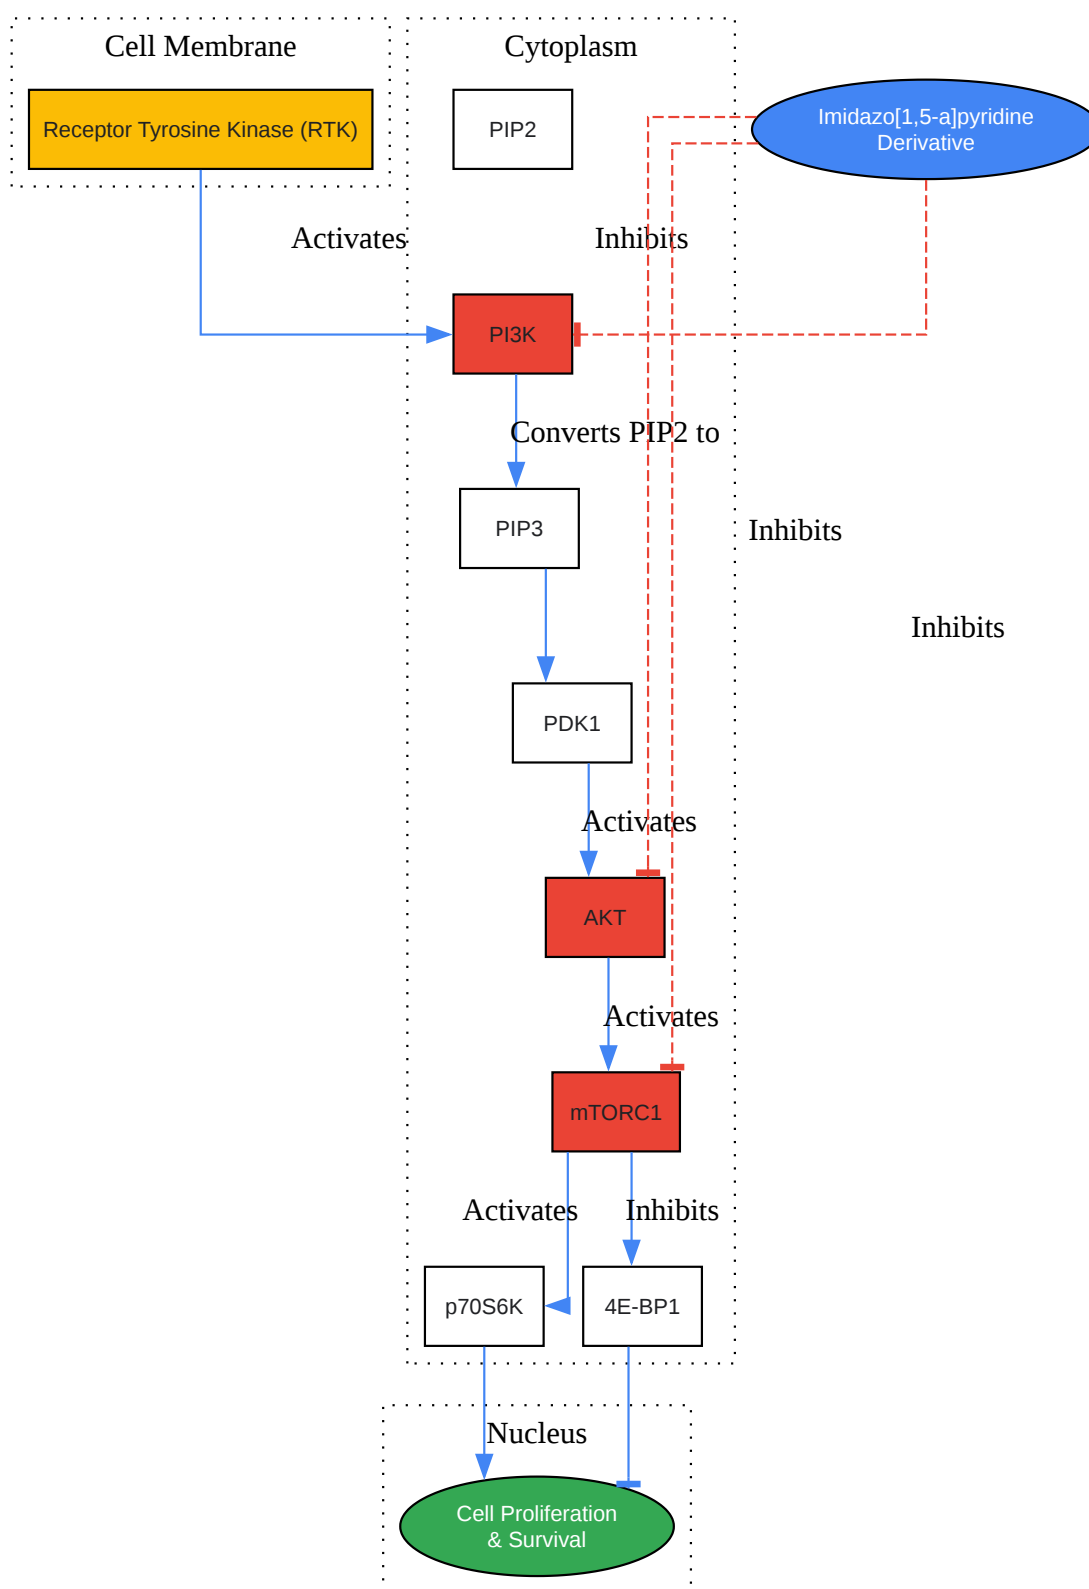 Cell Membrane
Cytoplasm
Receptor Tyrosine Kinase (RTK)
PIP2
Imidazo[1,5-a]pyridine
Derivative
Activates
Inhibits
PI3K
Converts PIP2 to
PIP3
Inhibits
Inhibits
PDK1
Activates
AKT
Activates
mTORC1
Activates
Inhibits
p70S6K
4E-BP1
Nucleus
Cell Proliferation
& Survival